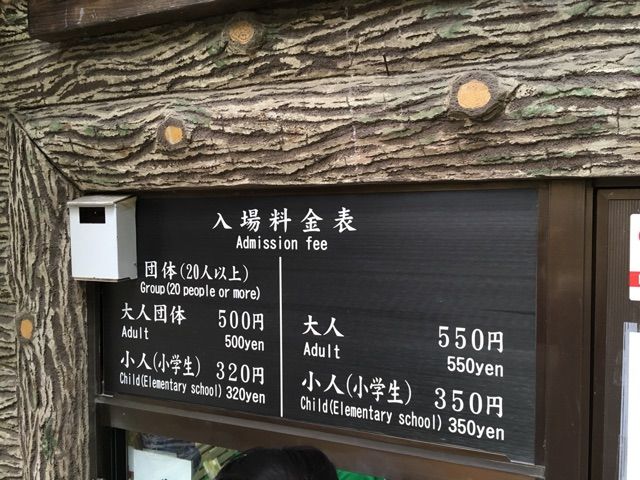 入場料金表
Admission fee
団体(20人以上)
Group(20 people or more)
大人団体 500円
Adult 500yen
小人(小学生) 320円
Child(Elementary school) 320yen
大人 550円
Adult 550yen
小人(小学生) 350円
Child(Elementary school) 350yen